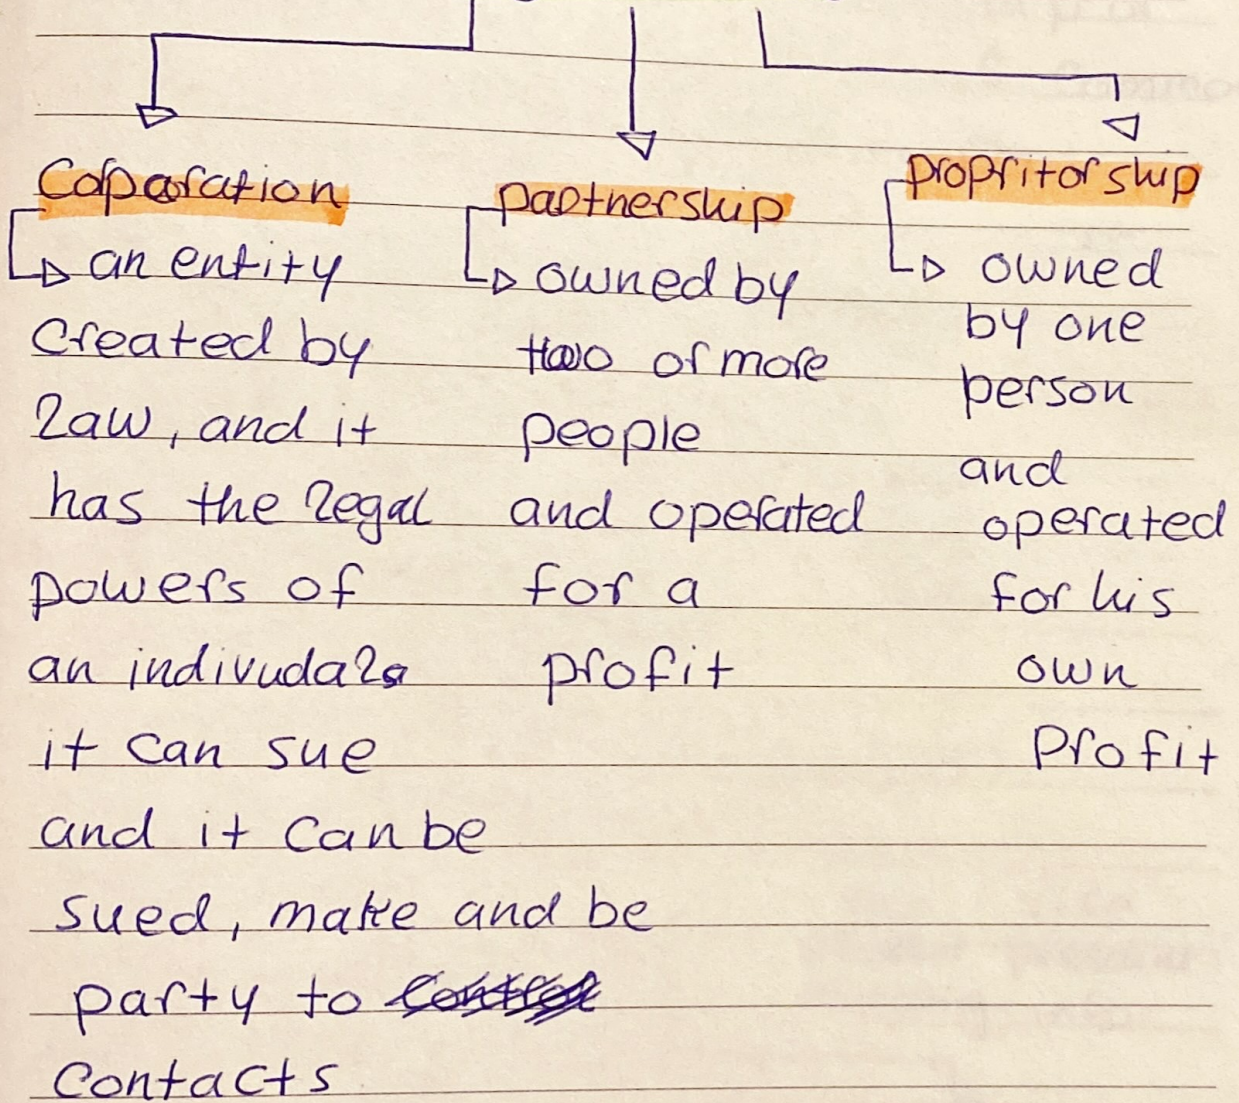 Coparation
an entity
created by
law, and it
has the legal
powers of
an indivudals
it can sue
and it can be
sued, make and be
party to
contacts
partnership
owned by
two or more
people
and operated
for a
profit
propritorship
owned
by one
person
and
operated
for his
own
profit